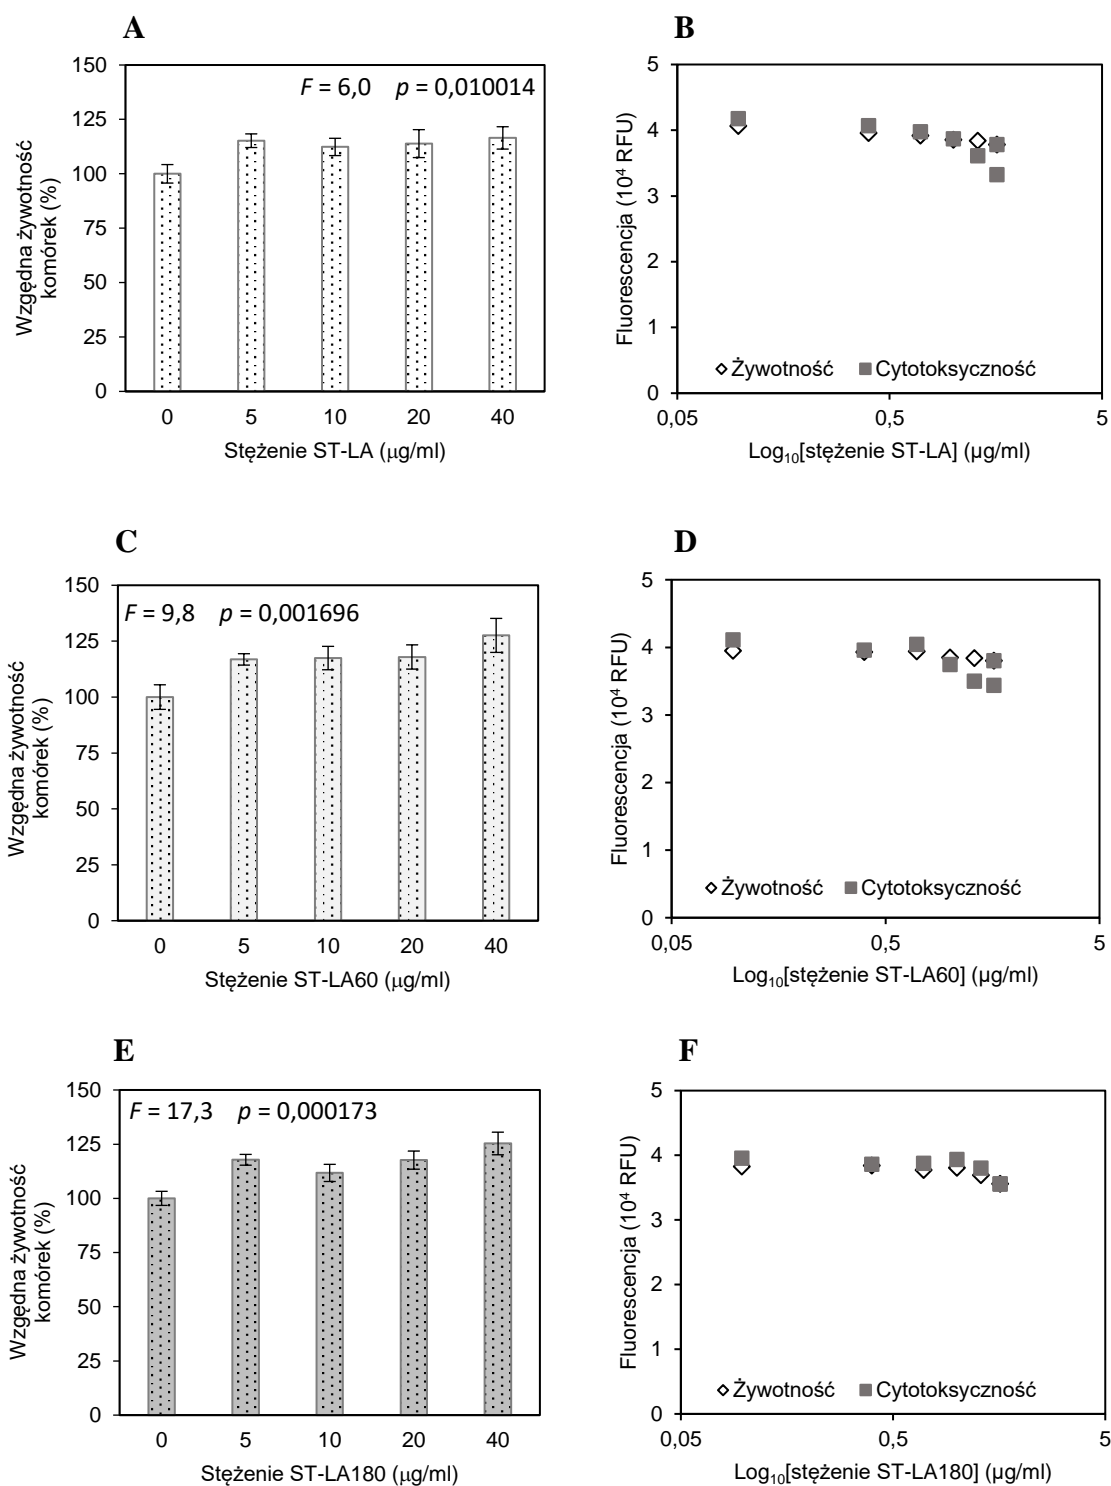 A
150
125
100
75
50
25
0
F = 6,0 p = 0,010014
0 5 10 20 40
Względna żywotność
komórek (%)
Stężenie ST-LA (µg/ml)
B
5
4
3
2
1
0
0,05 0,5 5
Fluorescencja (10⁴ RFU)
Żywotność Cytotoksyczność
Log₁₀[stężenie ST-LA] (µg/ml)
C
150
125
100
75
50
25
0
F = 9,8 p = 0,001696
0 5 10 20 40
Względna żywotność
komórek (%)
Stężenie ST-LA60 (µg/ml)
D
5
4
3
2
1
0
0,05 0,5 5
Fluorescencja (10⁴ RFU)
Żywotność Cytotoksyczność
Log₁₀[stężenie ST-LA60] (µg/ml)
E
150
125
100
75
50
25
0
F = 17,3 p = 0,000173
0 5 10 20 40
Względna żywotność
komórek (%)
Stężenie ST-LA180 (µg/ml)
F
5
4
3
2
1
0
0,05 0,5 5
Fluorescencja (10⁴ RFU)
Żywotność Cytotoksyczność
Log₁₀[stężenie ST-LA180] (µg/ml)